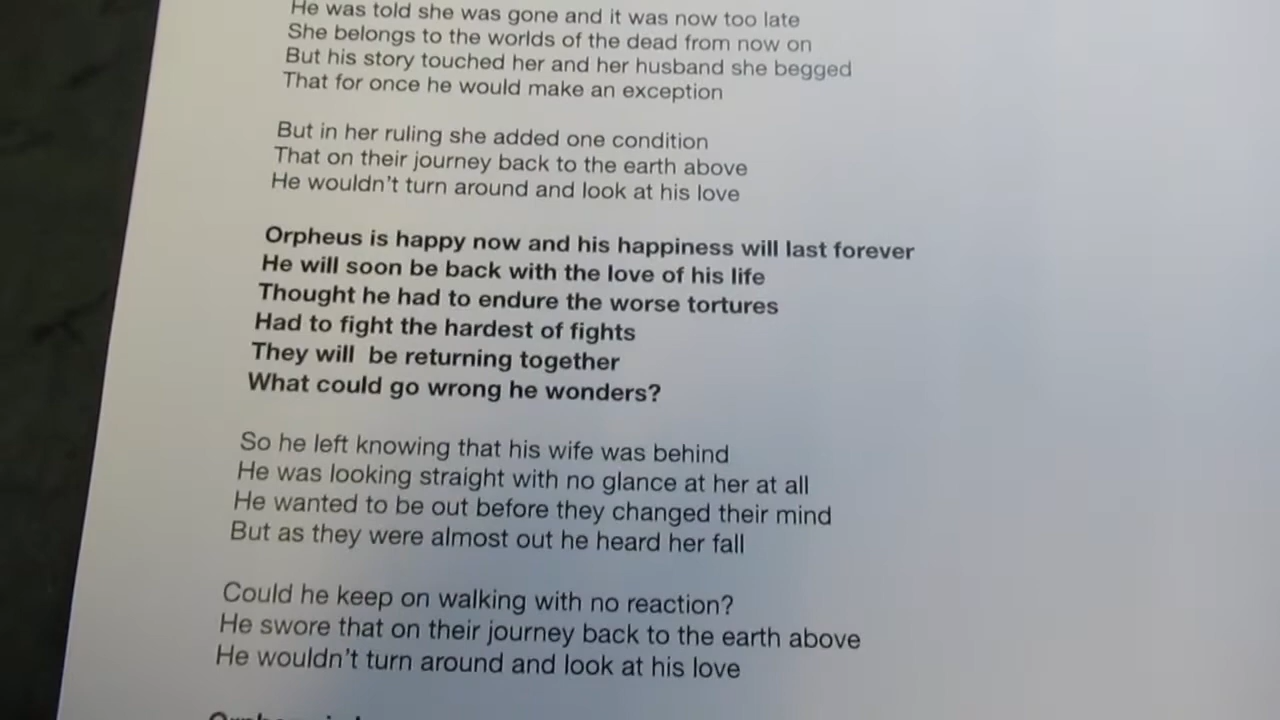 He was told she was gone and it was now too late
She belongs to the worlds of the dead from now on
But his story touched her and her husband she begged
That for once he would make an exception
But in her ruling she added one condition
That on their journey back to the earth above
He wouldn't turn around and look at his love
Orpheus is happy now and his happiness will last forever
He will soon be back with the love of his life
Thought he had to endure the worse tortures
Had to fight the hardest of fights
They will  be returning together
What could go wrong he wonders?
So he left knowing that his wife was behind
He was looking straight with no glance at her at all
He wanted to be out before they changed their mind
But as they were almost out he heard her fall
Could he keep on walking with no reaction?
He swore that on their journey back to the earth above
He wouldn't turn around and look at his love